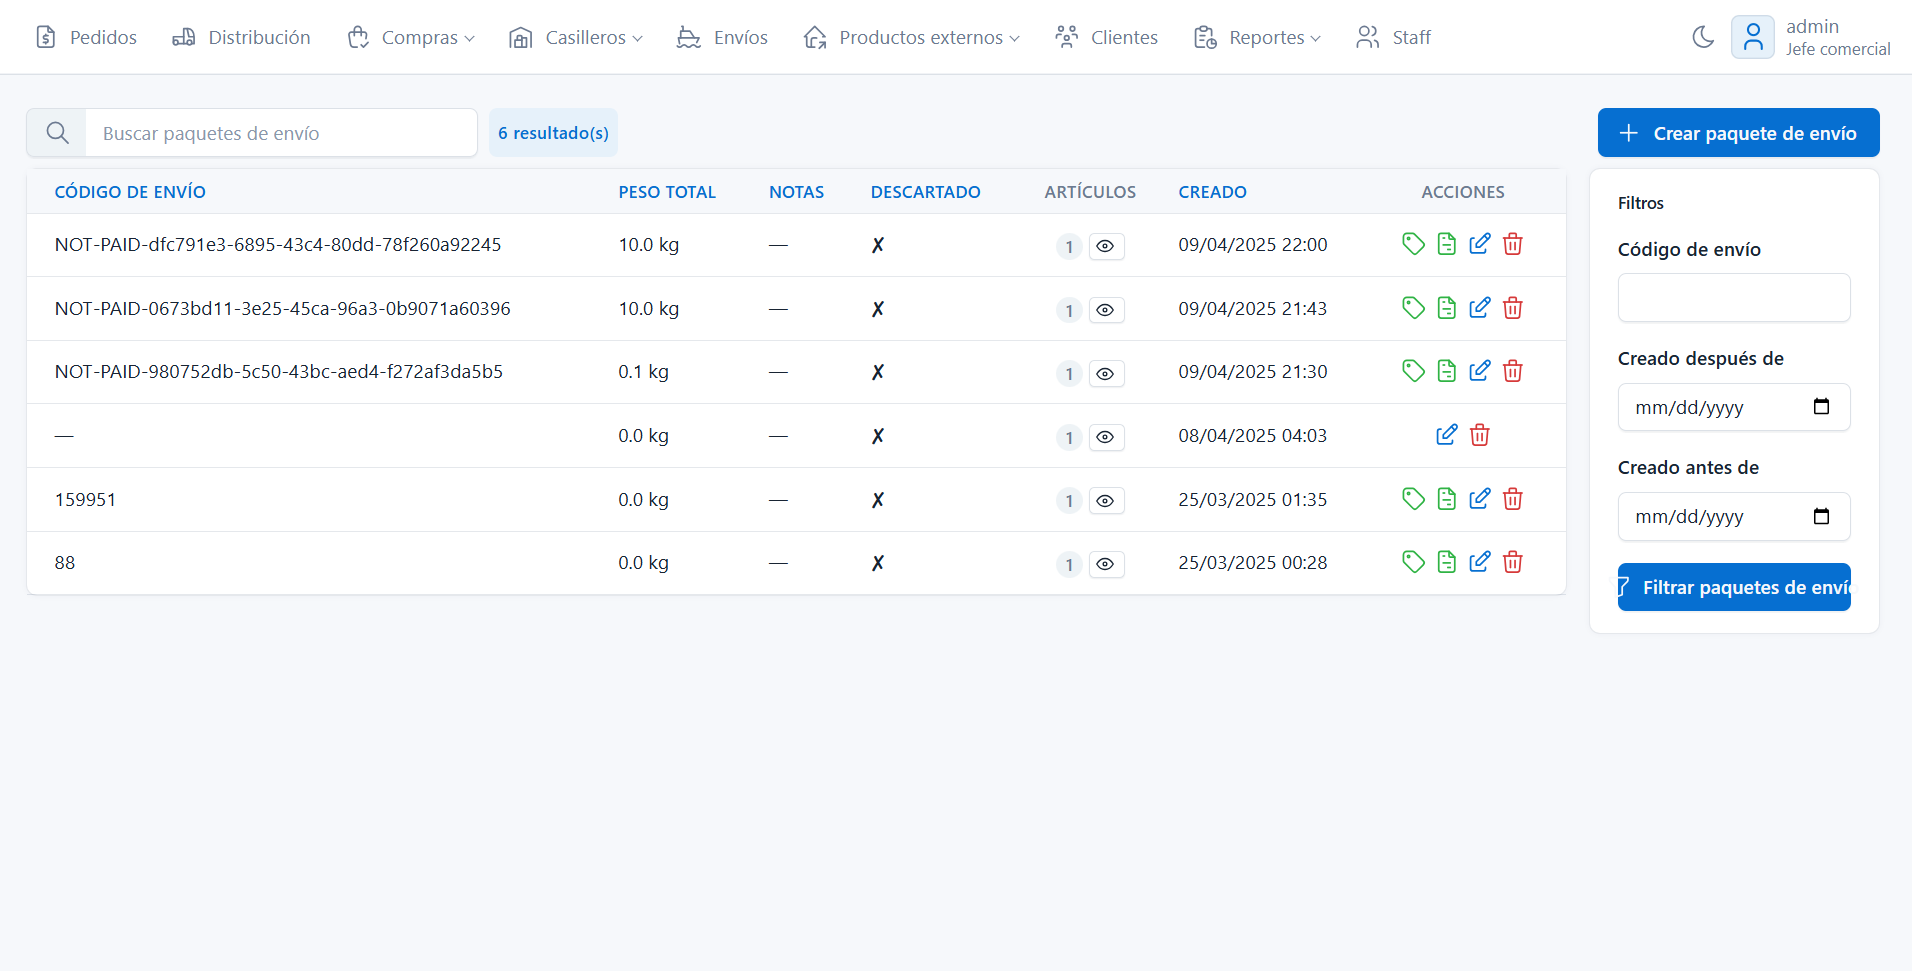 Pedidos
Distribución
Compras
Casilleros
Envíos
Productos externos
Clientes
Reportes
Staff
admin
Jefe comercial
Buscar paquetes de envío
6 resultado(s)
Crear paquete de envío
CÓDIGO DE ENVÍO PESO TOTAL NOTAS DESCARTADO ARTÍCULOS CREADO ACCIONES
NOT-PAID-dfc791e3-6895-43c4-80dd-78f260a92245 10.0 kg — ✗ 1 09/04/2025 22:00
NOT-PAID-0673bd11-3e25-45ca-96a3-0b9071a60396 10.0 kg — ✗ 1 09/04/2025 21:43
NOT-PAID-980752db-5c50-43bc-aed4-f272af3da5b5 0.1 kg — ✗ 1 09/04/2025 21:30
— 0.0 kg — ✗ 1 08/04/2025 04:03
159951 0.0 kg — ✗ 1 25/03/2025 01:35
88 0.0 kg — ✗ 1 25/03/2025 00:28
Filtros
Código de envío
Creado después de
mm/dd/yyyy
Creado antes de
mm/dd/yyyy
Filtrar paquetes de enví